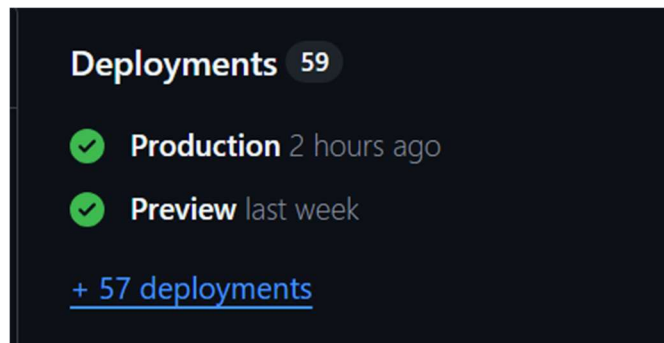 Deployments 59
Production 2 hours ago
Preview last week
+ 57 deployments